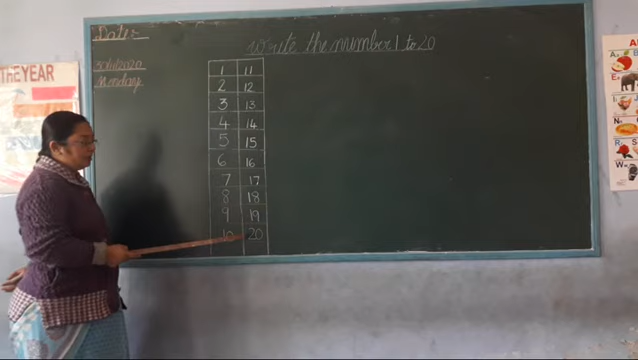 Date:-
Write the number 1 to 20
Monday
1 11
2 12
3 13
4 14
5 15
6 16
7 17
8 18
9 19
10 20
THE YEAR
A
E
I
N
R S
W